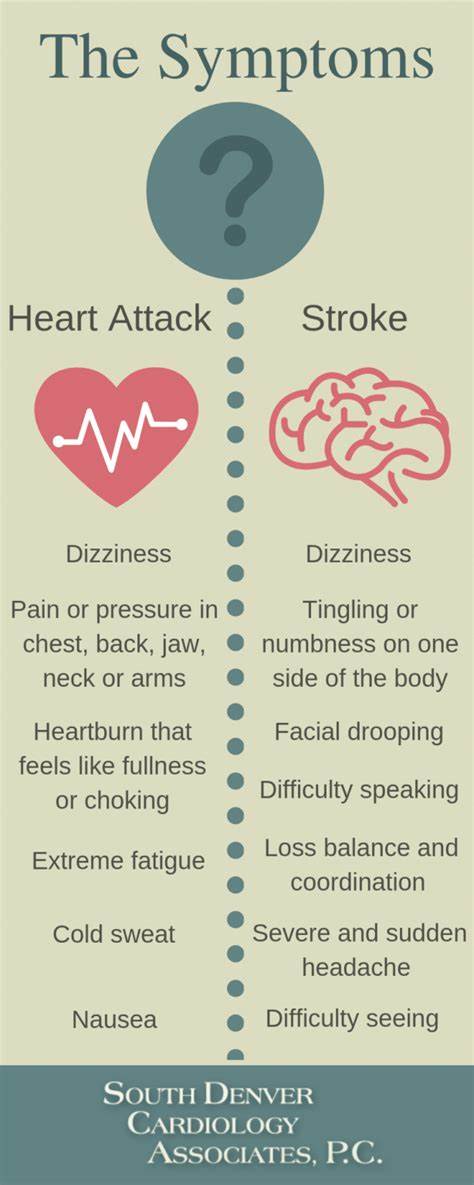 The Symptoms
?
Heart Attack
Dizziness
Pain or pressure in
chest, back, jaw,
neck or arms
Heartburn that
feels like fullness
or choking
Extreme fatigue
Cold sweat
Nausea
Stroke
Dizziness
Tingling or
numbness on one
side of the body
Facial drooping
Difficulty speaking
Loss balance and
coordination
Severe and sudden
headache
Difficulty seeing
SOUTH DENVER
CARDIOLOGY
ASSOCIATES, P.C.